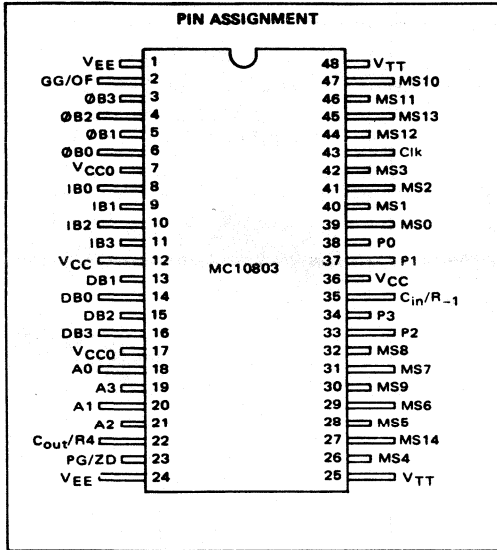 PIN ASSIGNMENT
VEE 1 48 VTT
GG/OF 2 47 MS10
ØB3 3 46 MS11
ØB2 4 45 MS13
ØB1 5 44 MS12
ØB0 6 43 Clk
VCC0 7 42 MS3
IB0 8 41 MS2
IB1 9 40 MS1
IB2 10 39 MS0
IB3 11 38 P0
VCC 12 37 P1
MC10803
DB1 13 36 VCC
DB0 14 35 Cin/R-1
DB2 15 34 P3
DB3 16 33 P2
VCC0 17 32 MS8
A0 18 31 MS7
A3 19 30 MS9
A1 20 29 MS6
A2 21 28 MS5
Cout/R4 22 27 MS14
PG/ZD 23 26 MS4
VEE 24 25 VTT